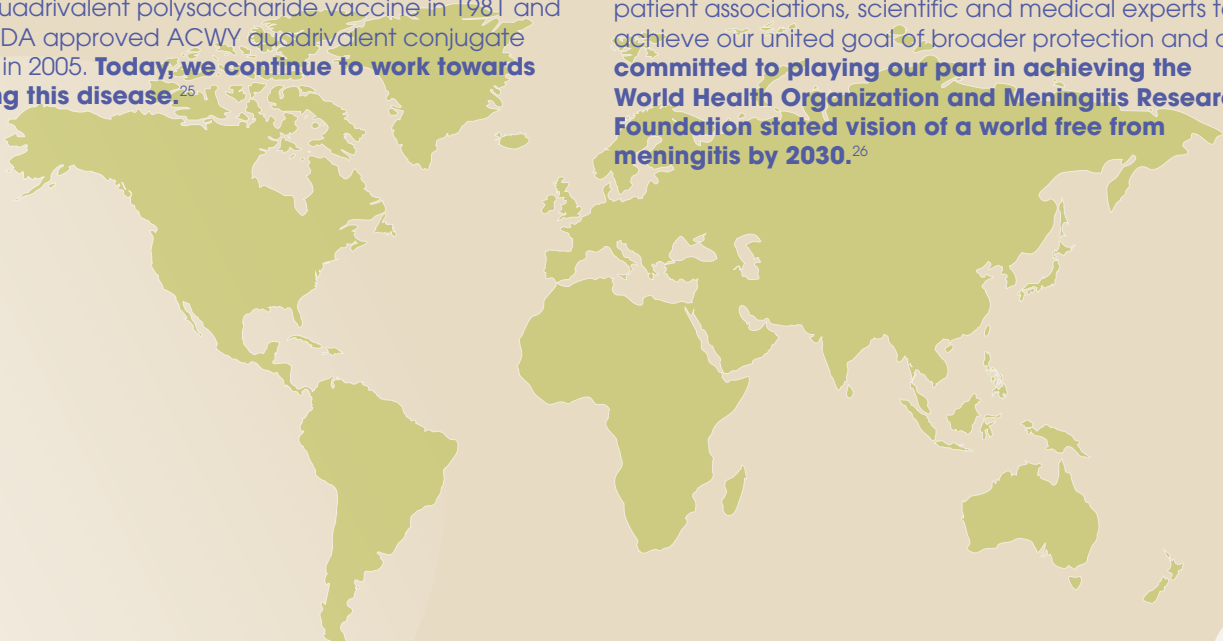 uadrivalent polysaccharide vaccine in 1981 and
DA approved ACWY quadrivalent conjugate
in 2005. Today, we continue to work towards
ng this disease.25
patient associations, scientific and medical experts to
achieve our united goal of broader protection and
committed to playing our part in achieving the
World Health Organization and Meningitis Resear
Foundation stated vision of a world free from
meningitis by 2030.26